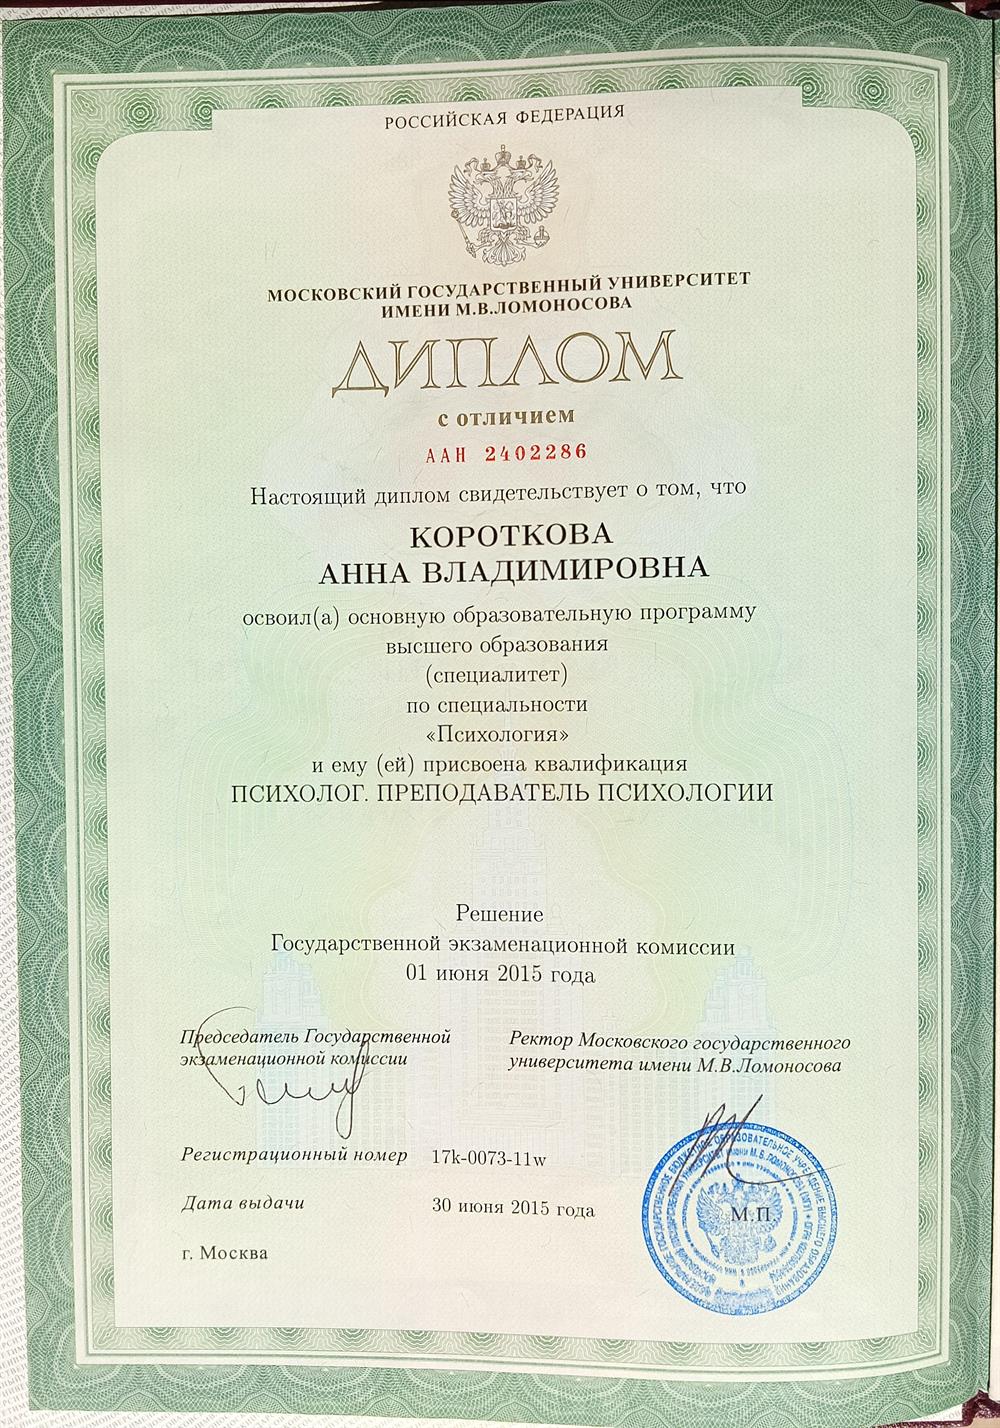 РОССИЙСКАЯ ФЕДЕРАЦИЯ
МОСКОВСКИЙ ГОСУДАРСТВЕННЫЙ УНИВЕРСИТЕТ
ИМЕНИ М.В.ЛОМОНОСОВА
ДИПЛОМ
с отличием
ААН 2402286
Настоящий диплом свидетельствует о том, что
КОРОТКОВА
АННА ВЛАДИМИРОВНА
освоил(а) основную образовательную программу
высшего образования
(специалитет)
по специальности
«Психология»
и ему (ей) присвоена квалификация
ПСИХОЛОГ. ПРЕПОДАВАТЕЛЬ ПСИХОЛОГИИ
Решение
Государственной экзаменационной комиссии
01 июня 2015 года
Председатель Государственной
экзаменационной комиссии
Ректор Московского государственного
университета имени М.В.Ломоносова
Регистрационный номер 17k-0073-11w
Дата выдачи 30 июня 2015 года
М.П.
г. Москва